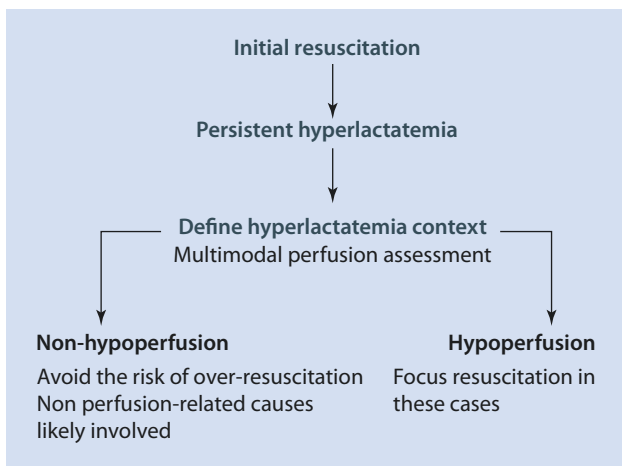 Initial resuscitation
Persistent hyperlactatemia
Define hyperlactatemia context
Multimodal perfusion assessment
Non-hypoperfusion
Avoid the risk of over-resuscitation
Non perfusion-related causes
likely involved
Hypoperfusion
Focus resuscitation in
these cases